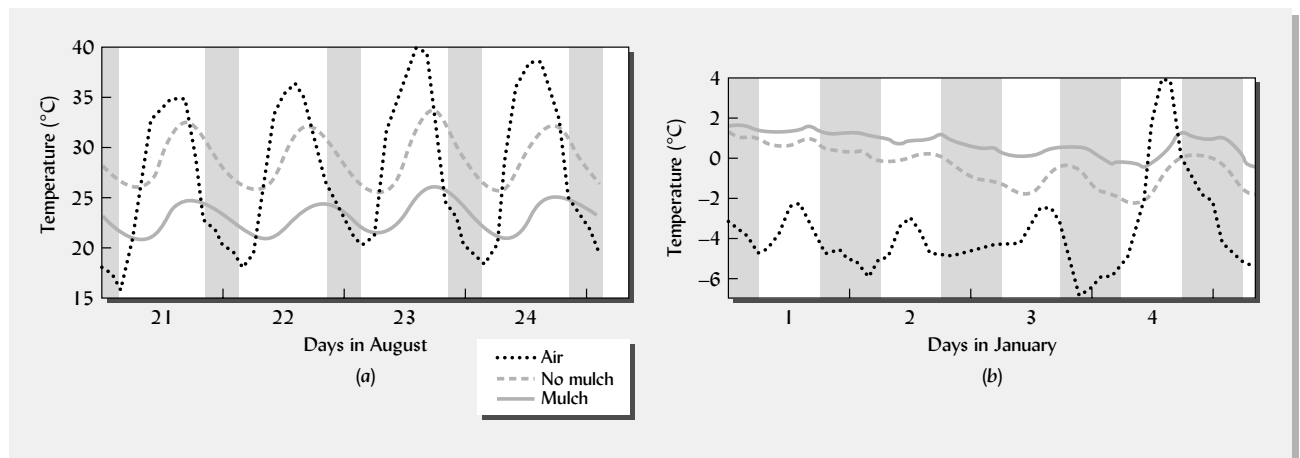 40
35
30
25
20
15
Temperature (°C)
21 22 23 24
Days in August
(a)
Air
No mulch
Mulch
4
2
0
−2
−4
−6
Temperature (°C)
1 2 3 4
Days in January
(b)